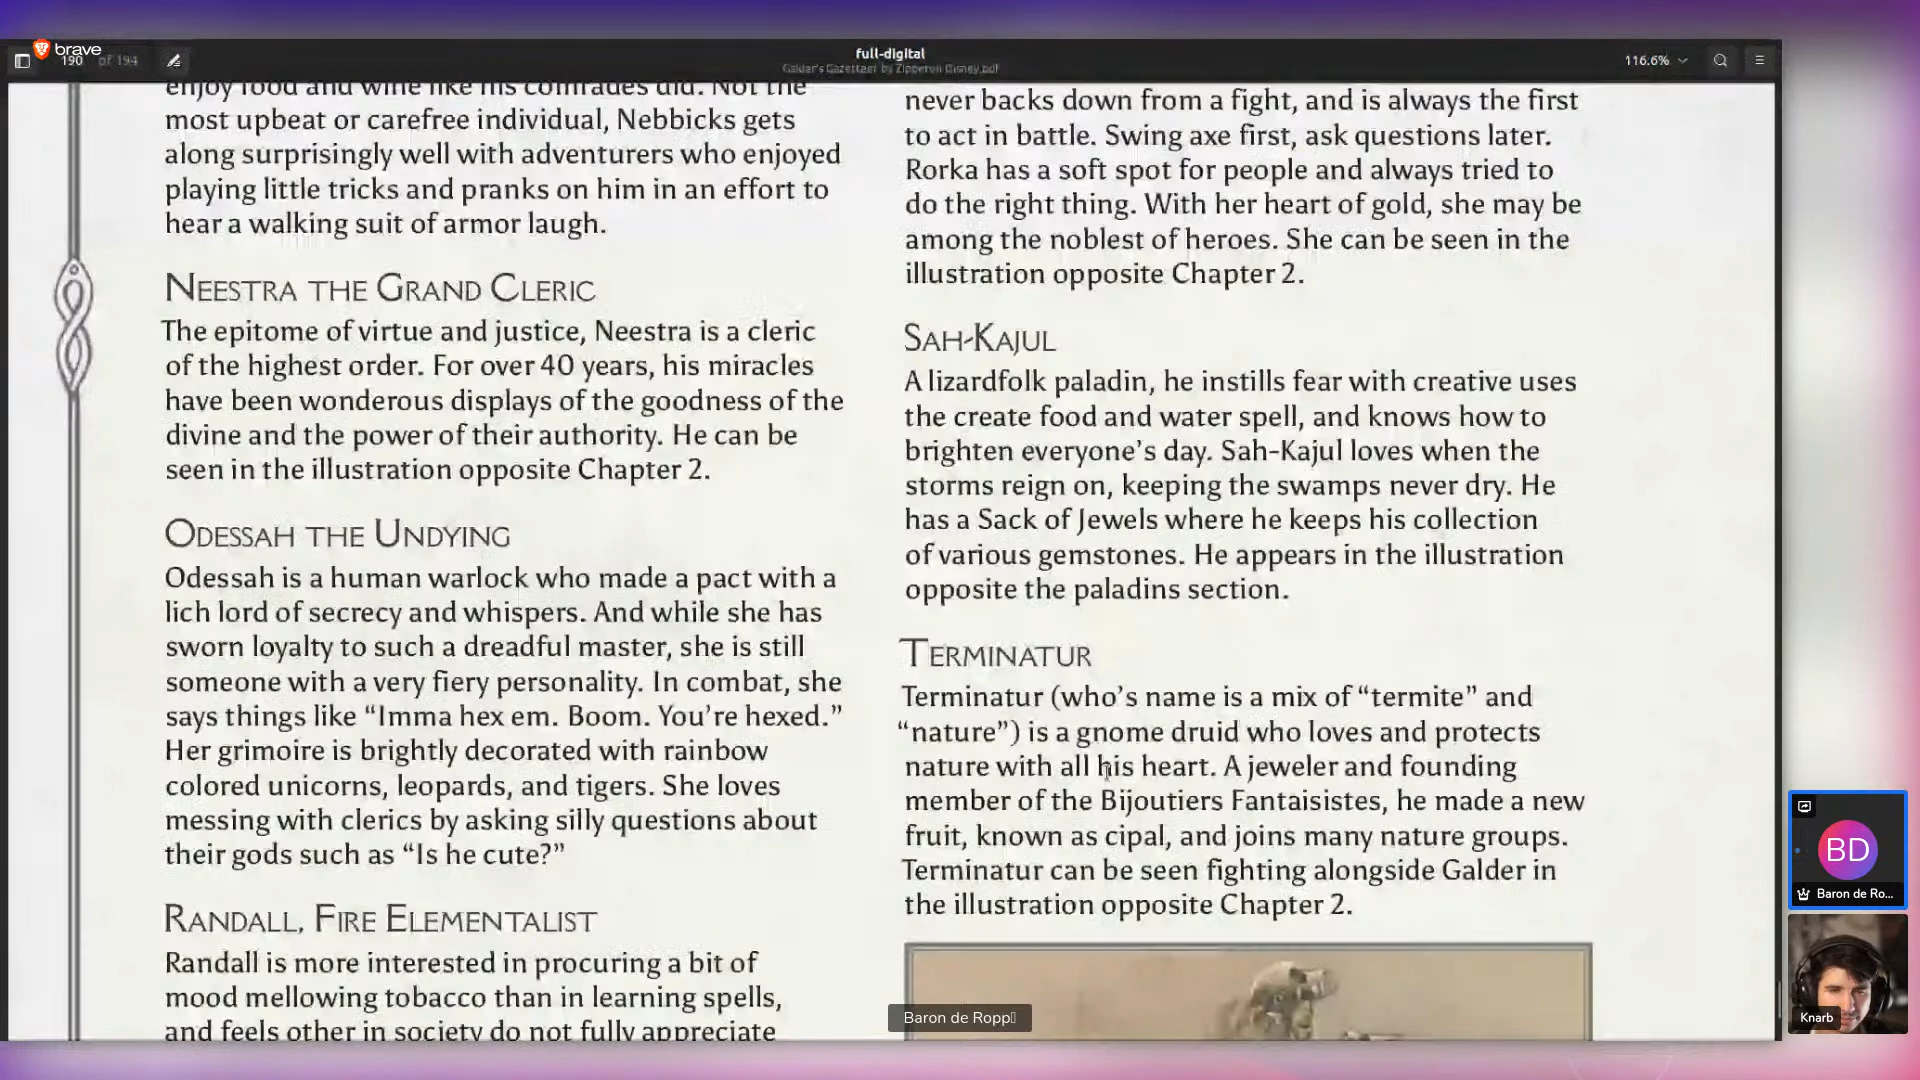 brave
190 of 194
full-digital
Galder's Gazetteer by Zipperon Disney.pdf
116.6%
enjoy food and wine like his comrades did. Not the
most upbeat or carefree individual, Nebbicks gets
along surprisingly well with adventurers who enjoyed
playing little tricks and pranks on him in an effort to
hear a walking suit of armor laugh.
NEESTRA THE GRAND CLERIC
The epitome of virtue and justice, Neestra is a cleric
of the highest order. For over 40 years, his miracles
have been wonderous displays of the goodness of the
divine and the power of their authority. He can be
seen in the illustration opposite Chapter 2.
ODESSAH THE UNDYING
Odessah is a human warlock who made a pact with a
lich lord of secrecy and whispers. And while she has
sworn loyalty to such a dreadful master, she is still
someone with a very fiery personality. In combat, she
says things like “Imma hex em. Boom. You’re hexed.”
Her grimoire is brightly decorated with rainbow
colored unicorns, leopards, and tigers. She loves
messing with clerics by asking silly questions about
their gods such as “Is he cute?”
RANDALL, FIRE ELEMENTALIST
Randall is more interested in procuring a bit of
mood mellowing tobacco than in learning spells,
and feels other in society do not fully appreciate
never backs down from a fight, and is always the first
to act in battle. Swing axe first, ask questions later.
Rorka has a soft spot for people and always tried to
do the right thing. With her heart of gold, she may be
among the noblest of heroes. She can be seen in the
illustration opposite Chapter 2.
SAH-KAJUL
A lizardfolk paladin, he instills fear with creative uses
the create food and water spell, and knows how to
brighten everyone’s day. Sah-Kajul loves when the
storms reign on, keeping the swamps never dry. He
has a Sack of Jewels where he keeps his collection
of various gemstones. He appears in the illustration
opposite the paladins section.
TERMINATUR
Terminatur (who’s name is a mix of “termite” and
“nature”) is a gnome druid who loves and protects
nature with all his heart. A jeweler and founding
member of the Bijoutiers Fantaisistes, he made a new
fruit, known as cipal, and joins many nature groups.
Terminatur can be seen fighting alongside Galder in
the illustration opposite Chapter 2.
Baron de Ropp
BD
Baron de Ro...
Knarb